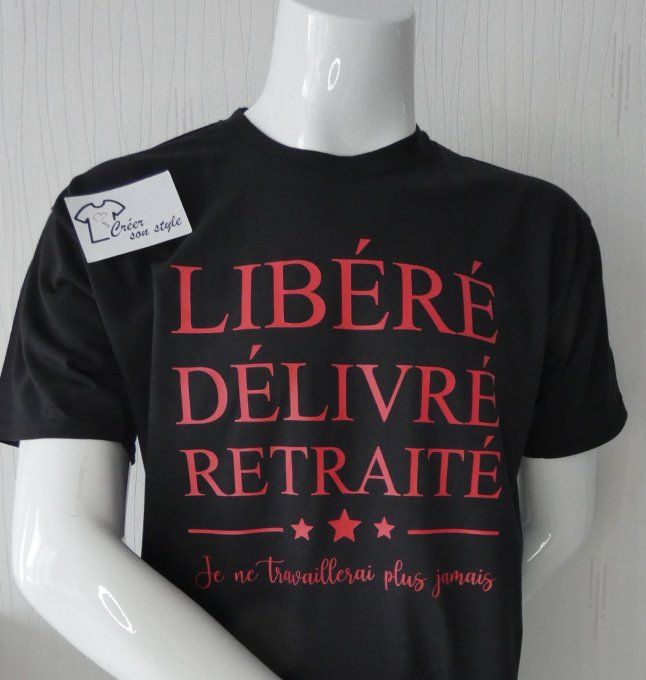 Créer
son style
LIBÉRÉ
DÉLIVRÉ
RETRAITÉ
Je ne travaillerai plus jamais